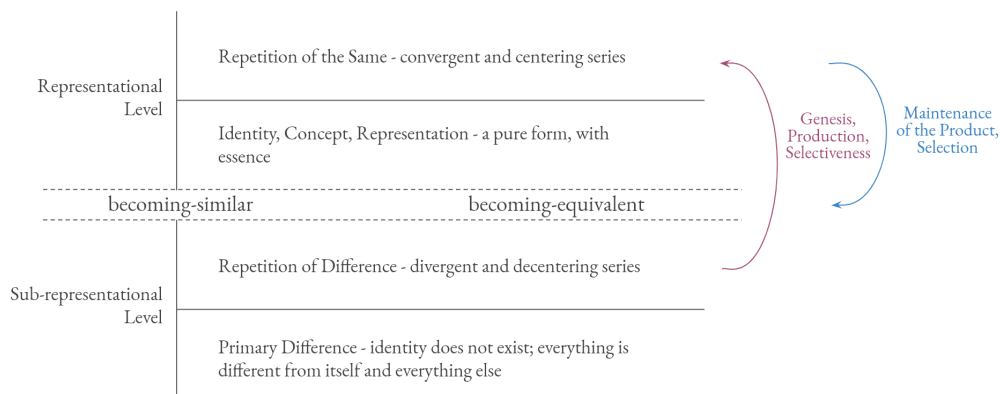 Repetition of the Same - convergent and centering series
Representational
Level
Identity, Concept, Representation - a pure form, with
essence
becoming-similar
becoming-equivalent
Repetition of Difference - divergent and decentering series
Sub-representational
Level
Primary Difference - identity does not exist; everything is
different from itself and everything else
Genesis,
Production,
Selectiveness
Maintenance
of the Product,
Selection